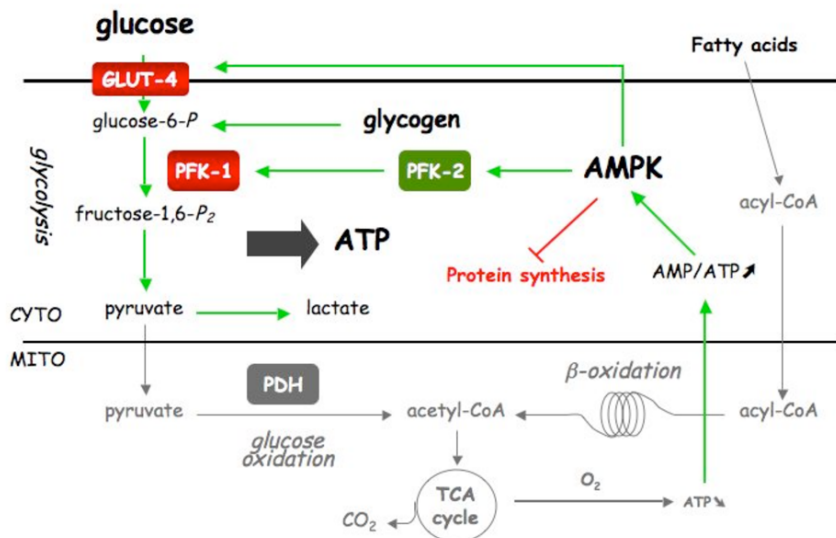 glucose
Fatty acids
GLUT-4
glucose-6-P
glycogen
glycolysis
PFK-1
PFK-2
AMPK
acyl-CoA
fructose-1,6-P₂
ATP
Protein synthesis
AMP/ATP
CYTO
pyruvate
lactate
MITO
PDH
β-oxidation
pyruvate
acetyl-CoA
acyl-CoA
glucose
oxidation
O₂
TCA
cycle
ATP
CO₂